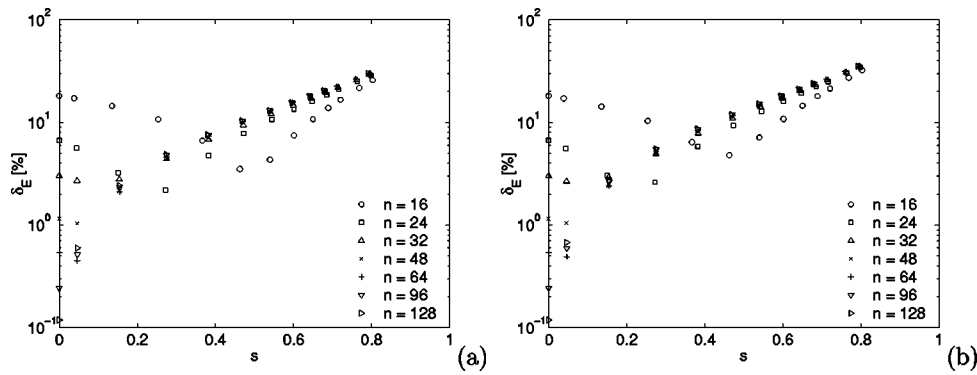 10²
10¹
10⁰
10⁻¹
δ_E [%]
n = 16
n = 24
n = 32
n = 48
n = 64
n = 96
n = 128
0 0.2 0.4 0.6 0.8 1
s
(a)
10²
10¹
10⁰
10⁻¹
δ_E [%]
n = 16
n = 24
n = 32
n = 48
n = 64
n = 96
n = 128
0 0.2 0.4 0.6 0.8 1
s
(b)